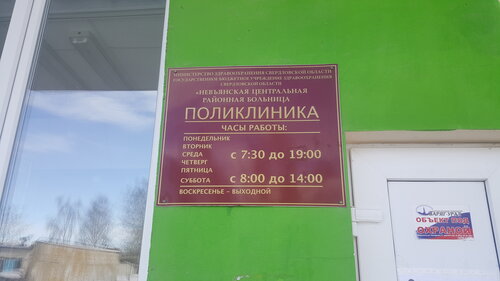 МИНИСТЕРСТВО ЗДРАВООХРАНЕНИЯ СВЕРДЛОВСКОЙ ОБЛАСТИ
ГОСУДАРСТВЕННОЕ БЮДЖЕТНОЕ УЧРЕЖДЕНИЕ ЗДРАВООХРАНЕНИЯ
СВЕРДЛОВСКОЙ ОБЛАСТИ
«НЕВЬЯНСКАЯ ЦЕНТРАЛЬНАЯ
РАЙОННАЯ БОЛЬНИЦА
ПОЛИКЛИНИКА
ЧАСЫ РАБОТЫ:
ПОНЕДЕЛЬНИК
ВТОРНИК
СРЕДА с 7:30 до 19:00
ЧЕТВЕРГ
ПЯТНИЦА
СУББОТА с 8:00 до 14:00
ВОСКРЕСЕНЬЕ - ВЫХОДНОЙ
ВАРЯГ-УРАЛ
ОБЪЕКТ ПОД
ОХРАНОЙ